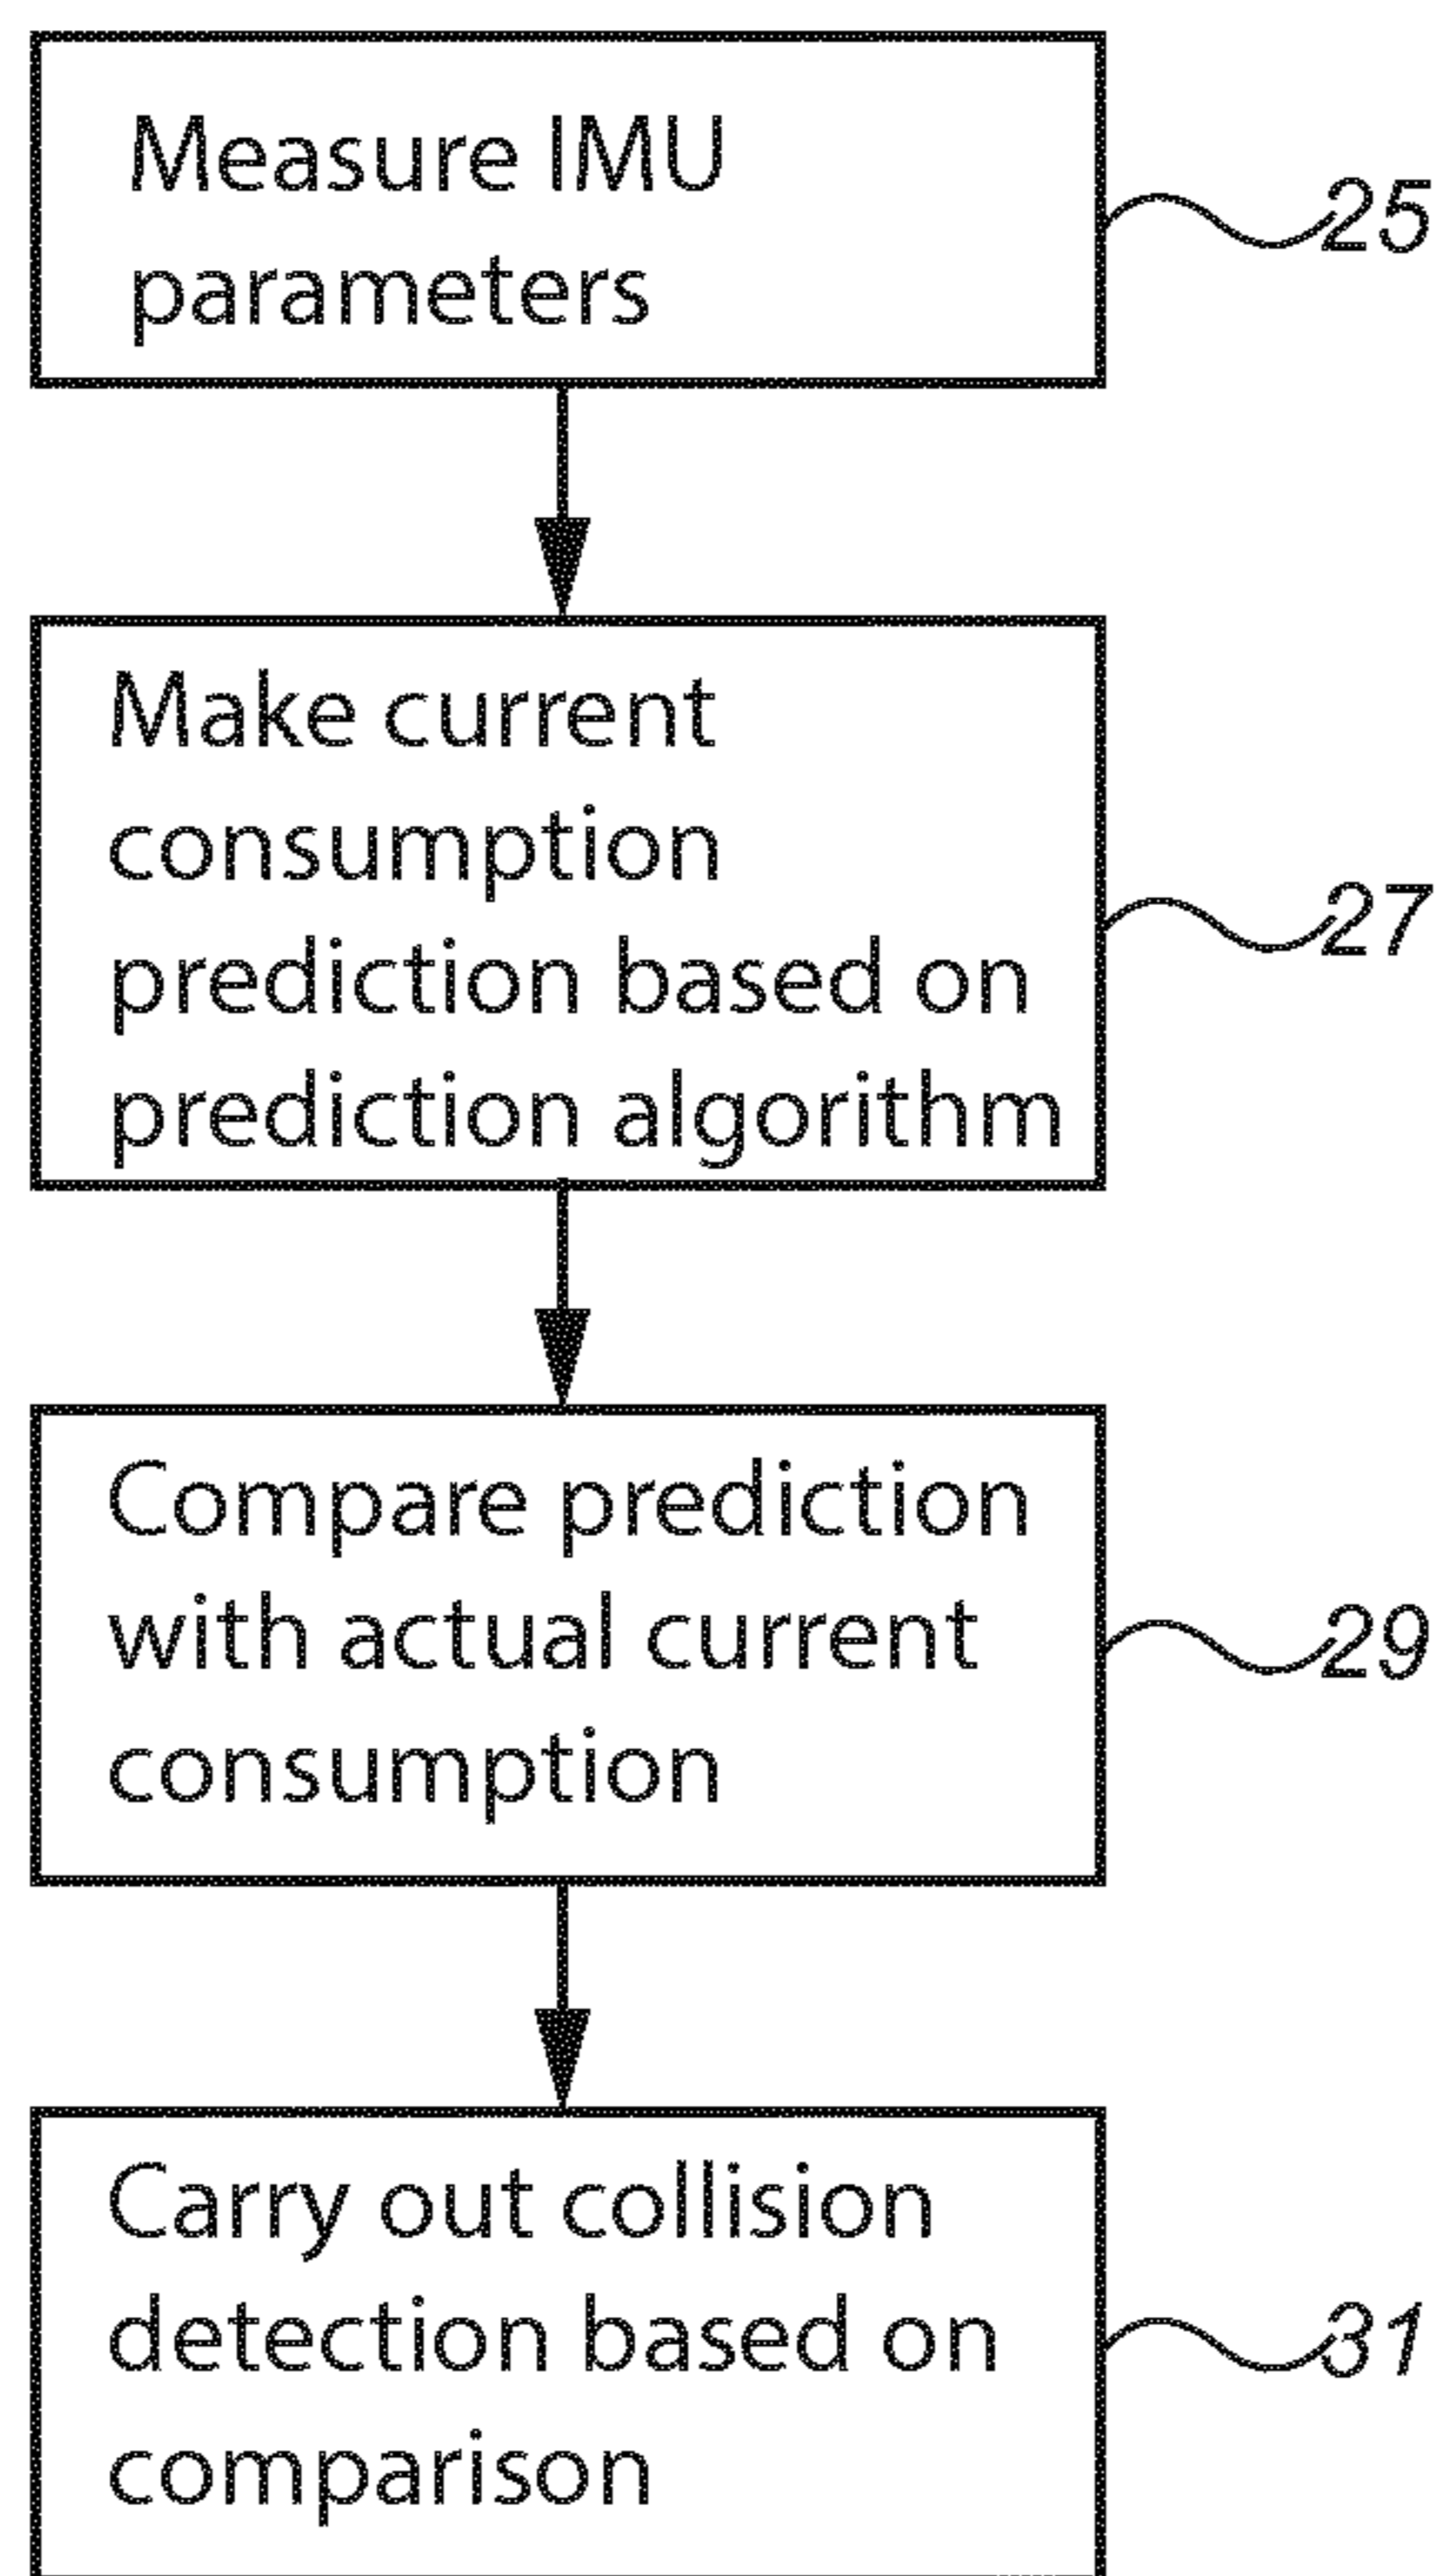 Measure IMU
parameters
25
Make current
consumption
prediction based on
prediction algorithm
27
Compare prediction
with actual current
consumption
29
Carry out collision
detection based on
comparison
31